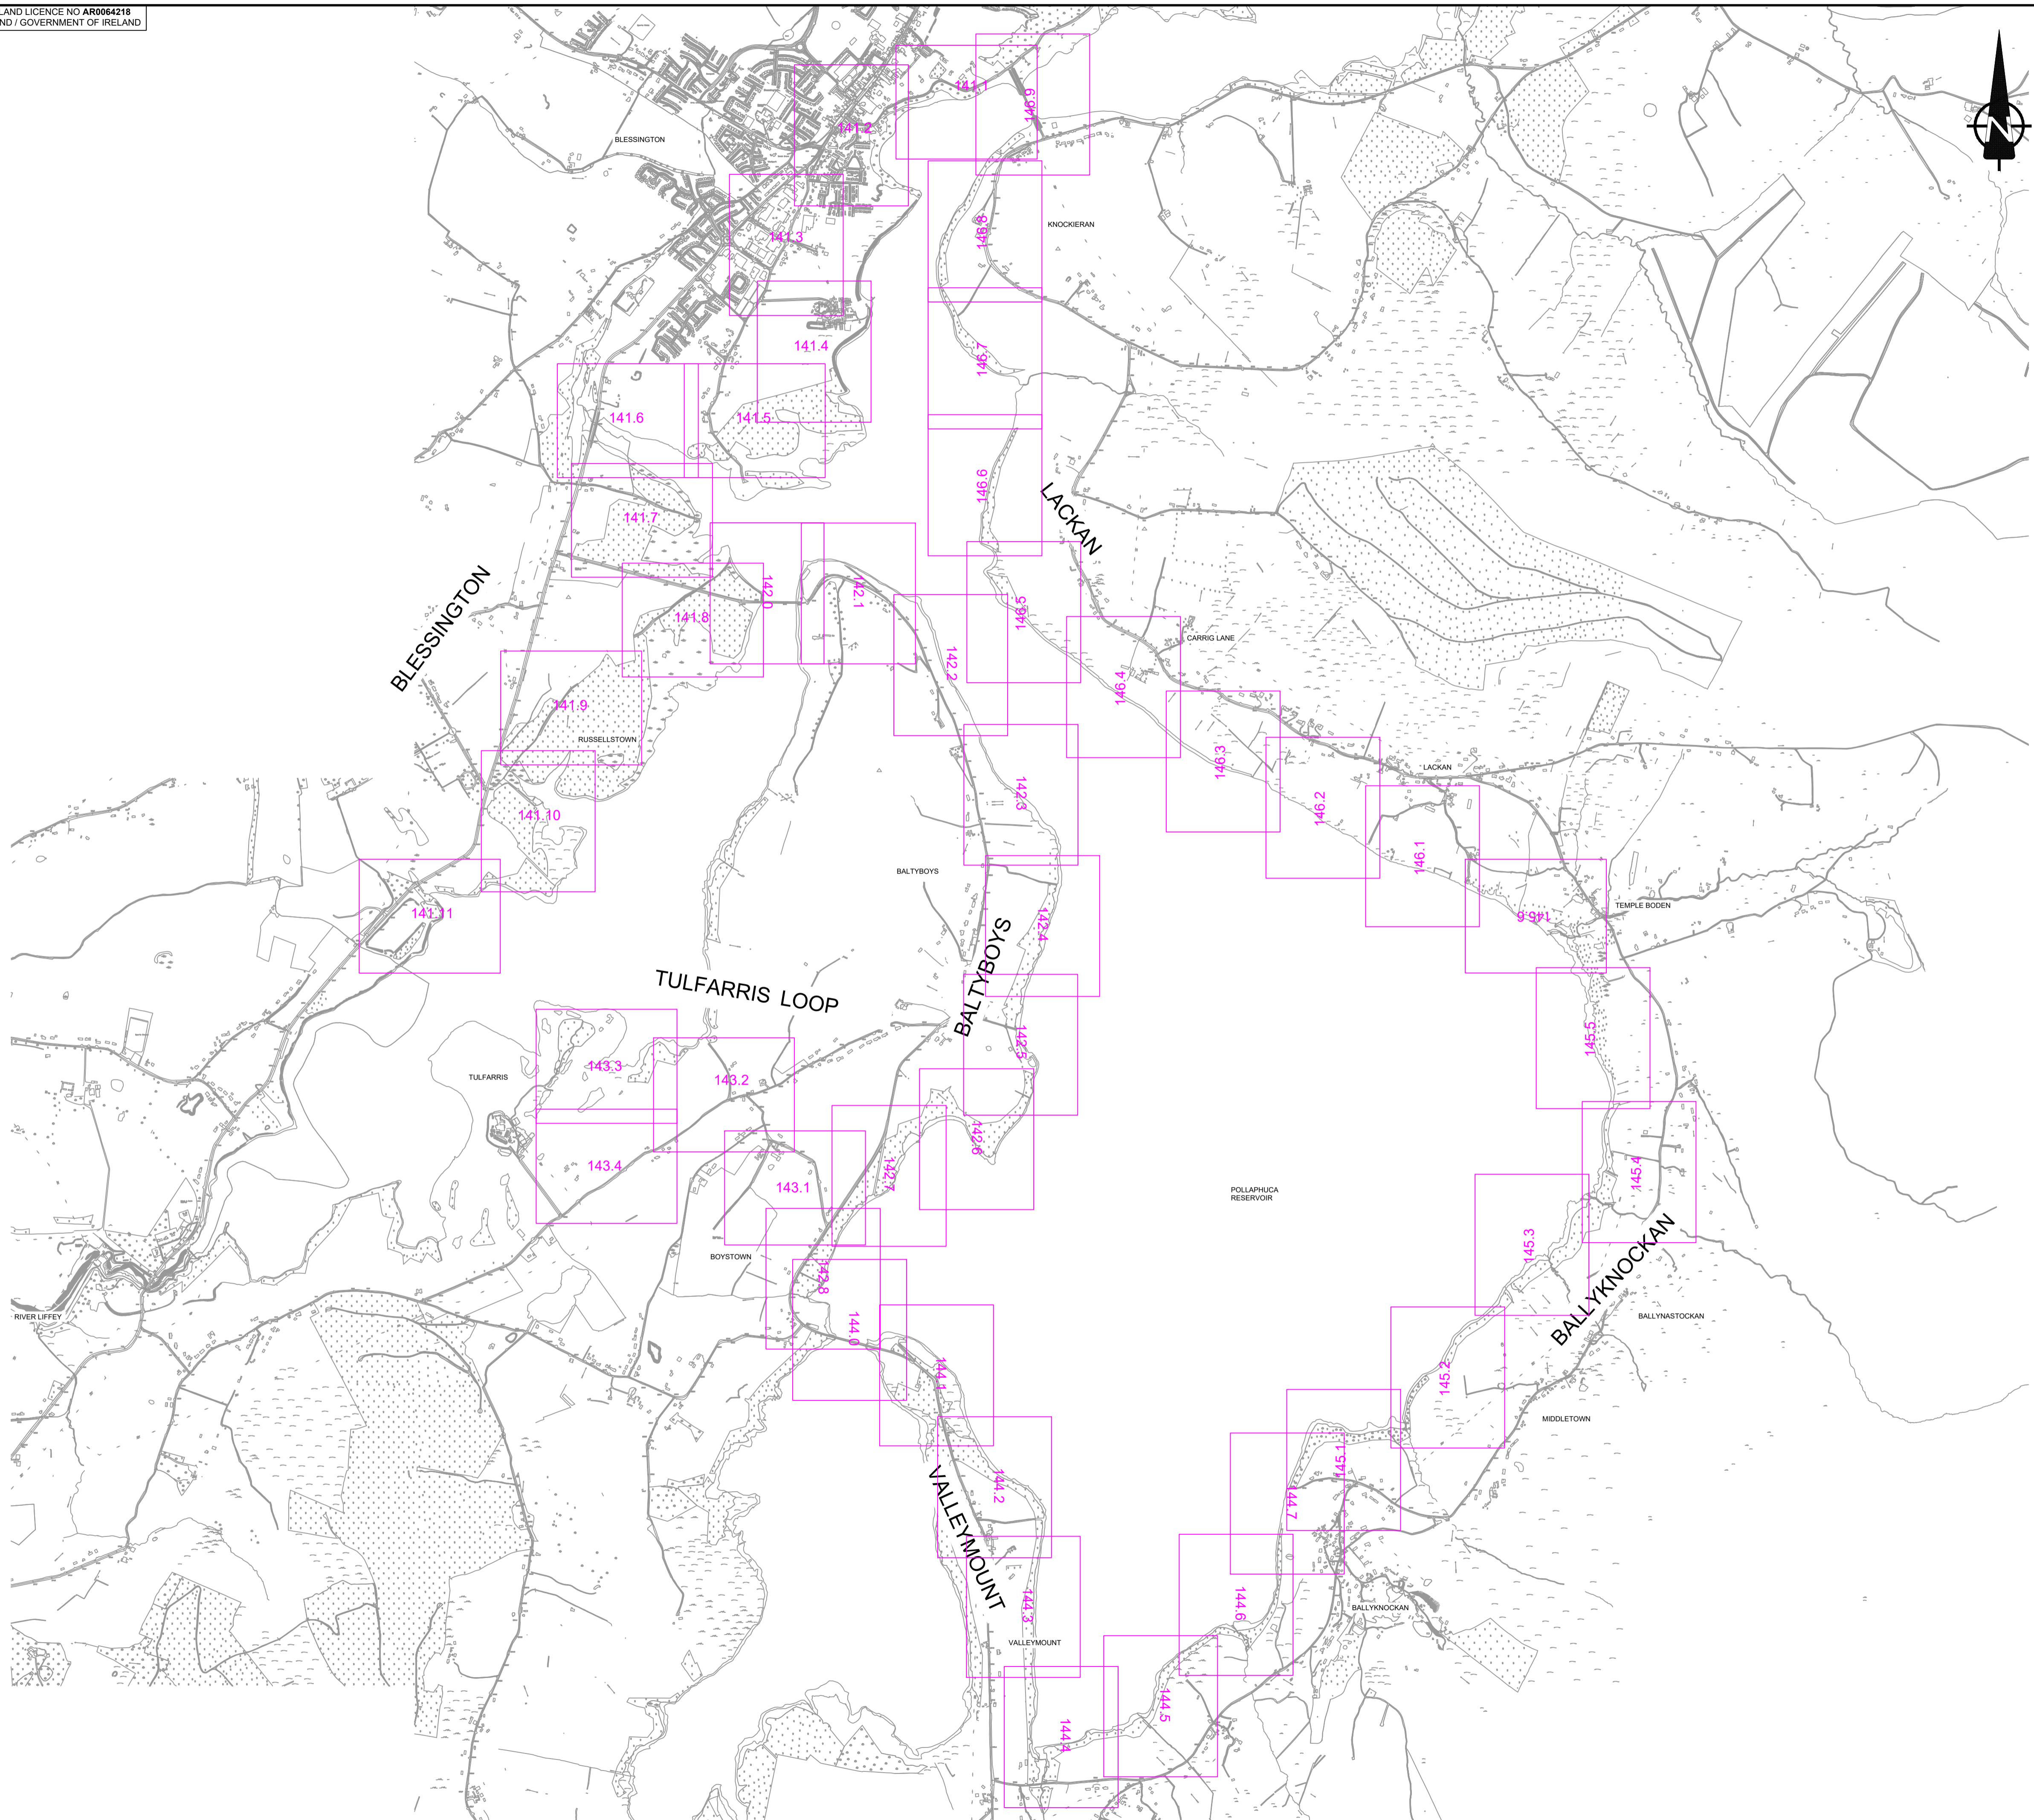 LAND LICENCE NO AR0064218
ND / GOVERNMENT OF IRELAND
N
141.1
146.9
141.2
BLESSINGTON
141.3
146.8
KNOCKIERAN
141.4
146.7
141.6
141.5
146.6
LACKAN
141.7
BLESSINGTON
142.0
142.1
141.8
146.5
CARRIG LANE
142.2
146.4
141.9
RUSSELLSTOWN
146.3
LACKAN
142.3
146.2
141.10
146.1
BALTYBOYS
141.11
142.4
145.6
TEMPLE BODEN
BALTYBOYS
TULFARRIS LOOP
142.5
145.5
143.3
143.2
TULFARRIS
142.6
143.4
142.7
143.1
145.4
POLLAPHUCA
RESERVOIR
BOYSTOWN
145.3
BALLYKNOCKAN
142.8
RIVER LIFFEY
144.0
BALLYNASTOCKAN
144.1
145.2
MIDDLETOWN
145.1
144.2
144.7
VALLEYMOUNT
144.3
144.6
BALLYKNOCKAN
VALLEYMOUNT
144.5
144.4